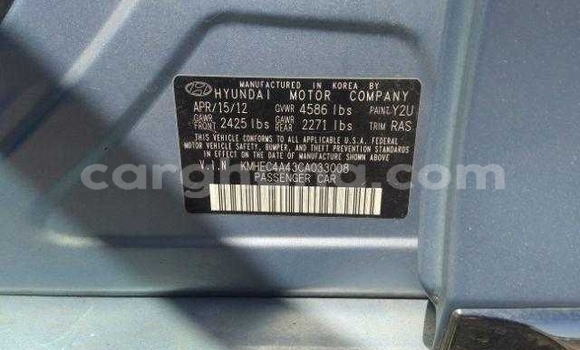 MANUFACTURED IN KOREA BY
HYUNDAI MOTOR COMPANY
APR/15/12 GVWR 4586 lbs PAINT Y2U
GAWR FRONT 2425 lbs GAWR REAR 2271 lbs TRIM RAS
THIS VEHICLE CONFORMS TO ALL APPLICABLE U.S.A. FEDERAL
MOTOR VEHICLE SAFETY, BUMPER, AND THEFT PREVENTION
STANDARDS IN EFFECT ON THE DATE OF MANUFACTURE SHOWN ABOVE.
V.I.N KMHEC4A43CA033008
PASSENGER CAR